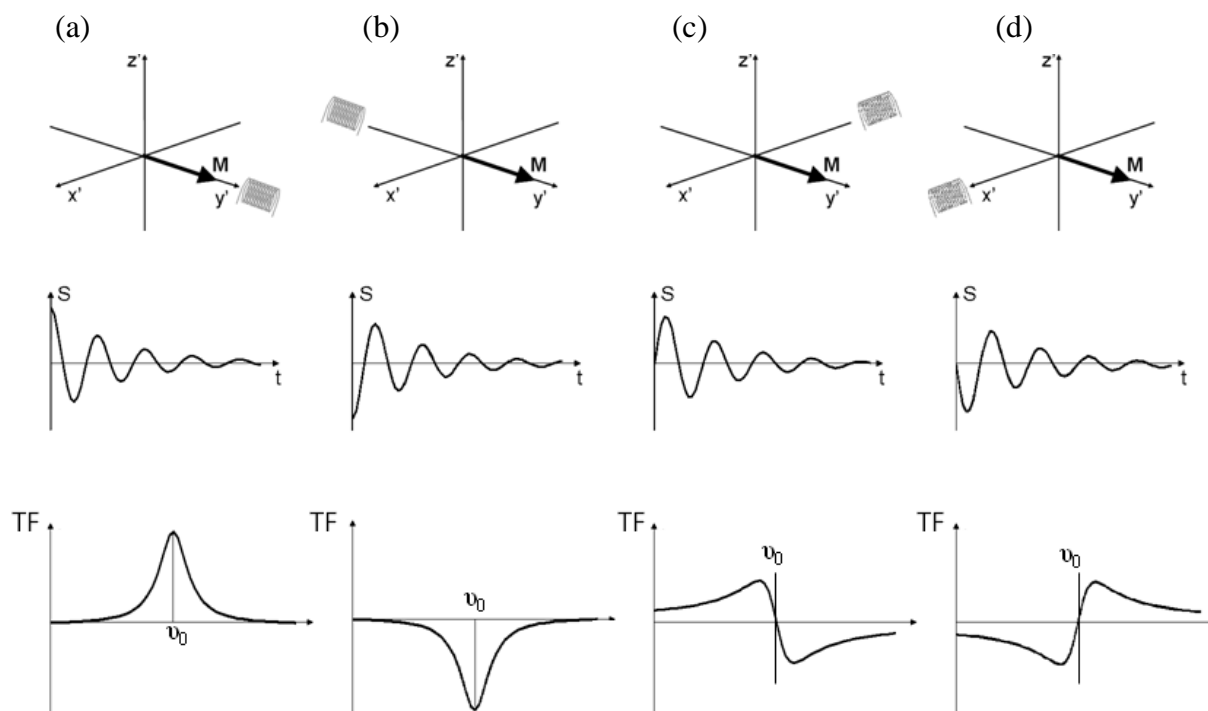 (a) (b) (c) (d)
z' z' z' z'
M M M M
x' y' x' y' x' y' x' y'
S S S S
t t t t
TF TF TF TF
υ0 υ0 υ0 υ0